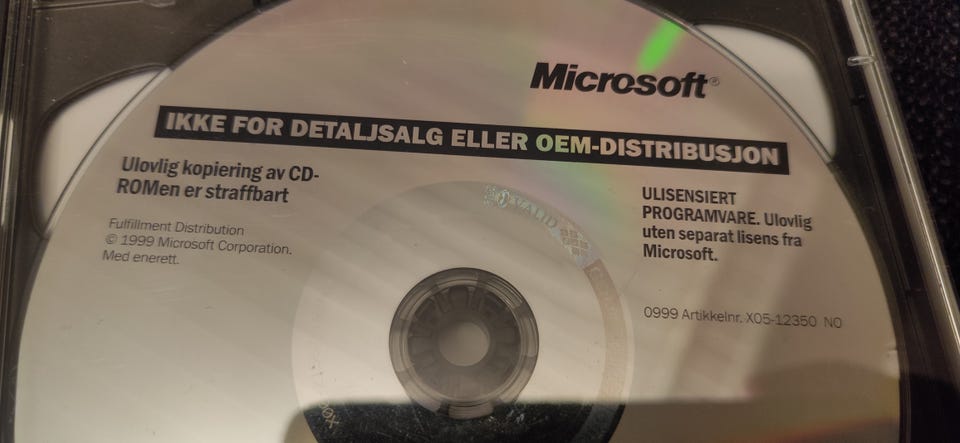 Microsoft®
IKKE FOR DETALJSALG ELLER OEM-DISTRIBUSJON
Ulovlig kopiering av CD-
ROMen er straffbart
Fulfillment Distribution
© 1999 Microsoft Corporation.
Med enerett.
ULISENSIERT
PROGRAMVARE. Ulovlig
uten separat lisens fra
Microsoft.
0999 Artikkelnr. X05-12350 NO